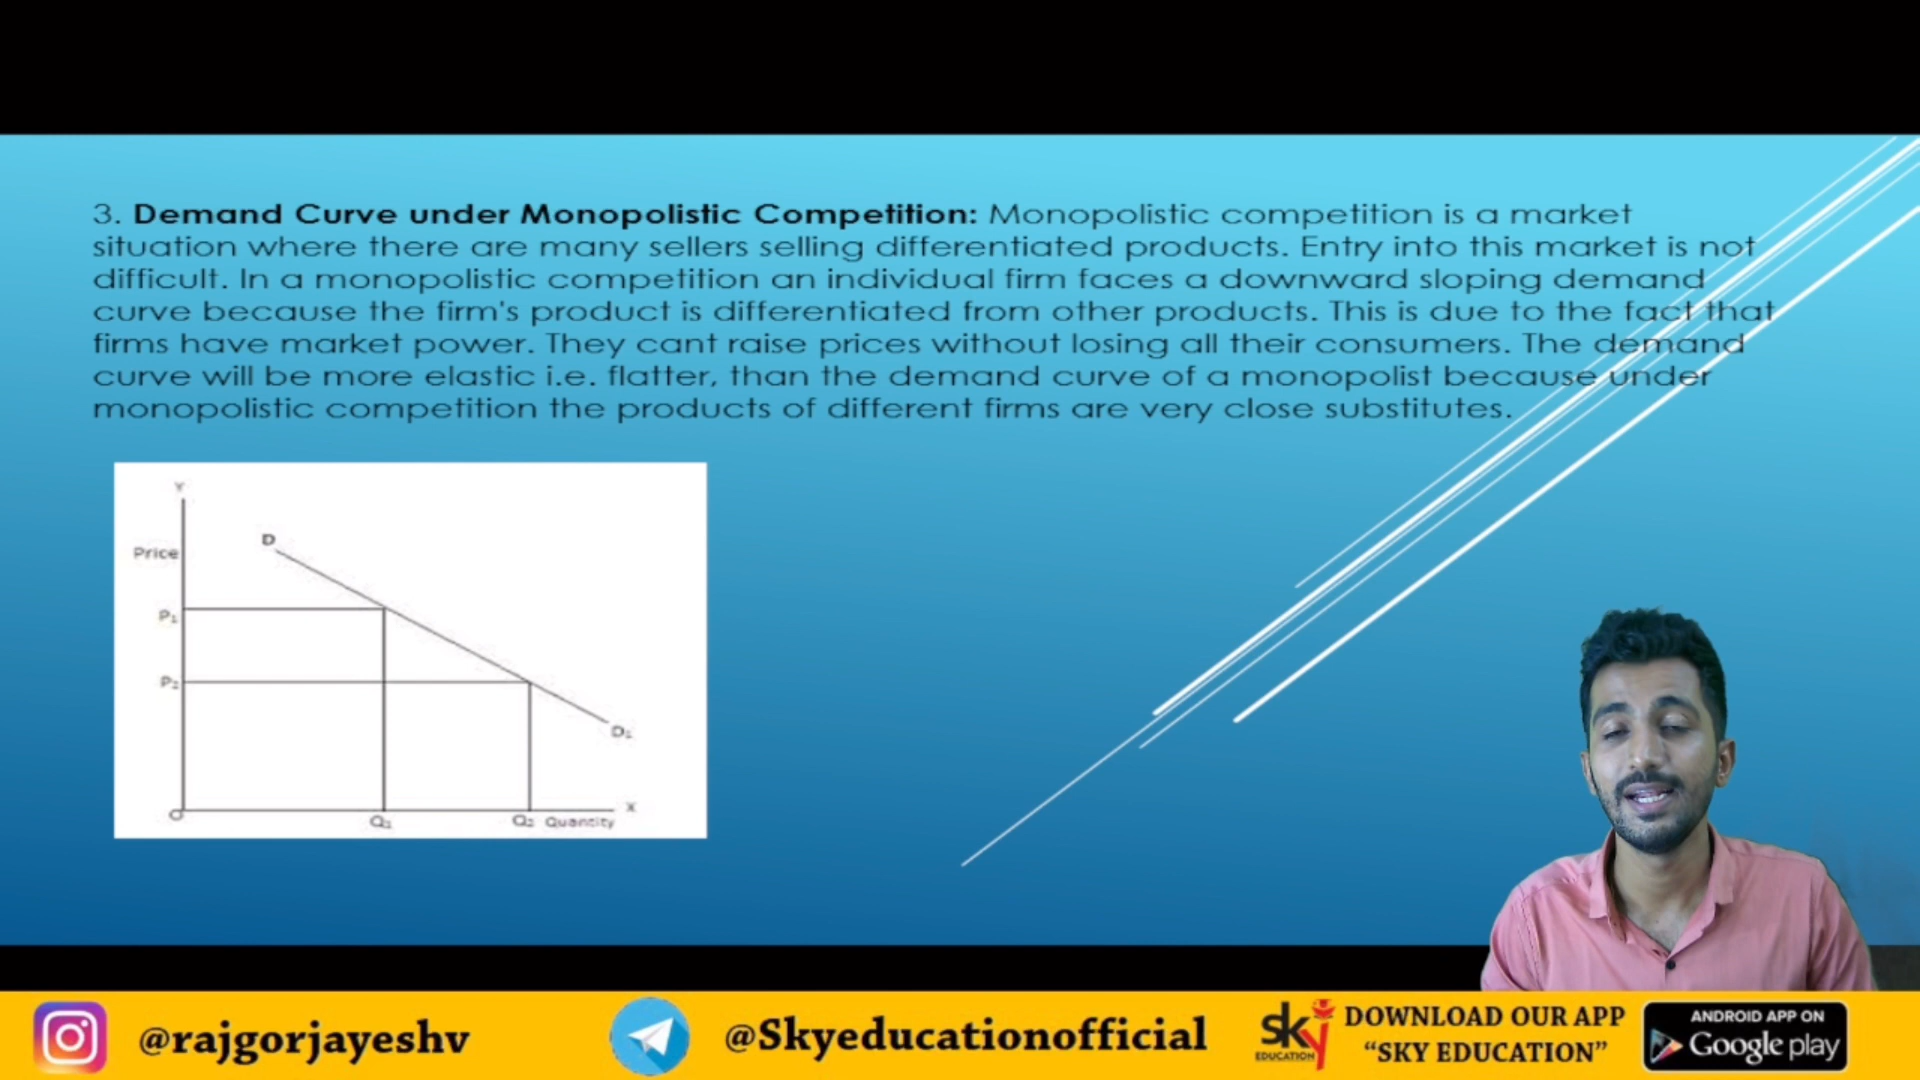 3. Demand Curve under Monopolistic Competition: Monopolistic competition is a market
situation where there are many sellers selling differentiated products. Entry into this market is not
difficult. In a monopolistic competition an individual firm faces a downward sloping demand
curve because the firm's product is differentiated from other products. This is due to the fact that
firms have market power. They cant raise prices without losing all their consumers. The demand
curve will be more elastic i.e. flatter, than the demand curve of a monopolist because under
monopolistic competition the products of different firms are very close substitutes.
Y
D
Price
P₁
P₂
D₁
O
X
Q₁
Q₂ Quantity
@rajgorjayeshv
@Skyeducationofficial
sky
EDUCATION
DOWNLOAD OUR APP
“SKY EDUCATION”
ANDROID APP ON
Google play